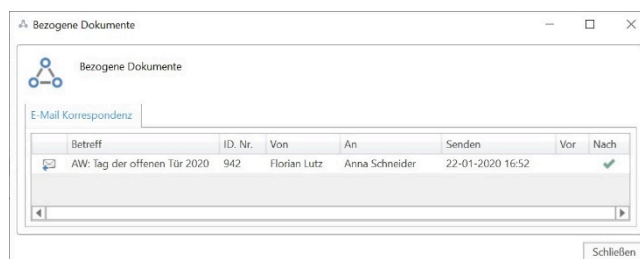 Bezogene Dokumente
Bezogene Dokumente
E-Mail Korrespondenz
Betreff ID. Nr. Von An Senden Vor Nach
AW: Tag der offenen Tür 2020 942 Florian Lutz Anna Schneider 22-01-2020 16:52
Schließen